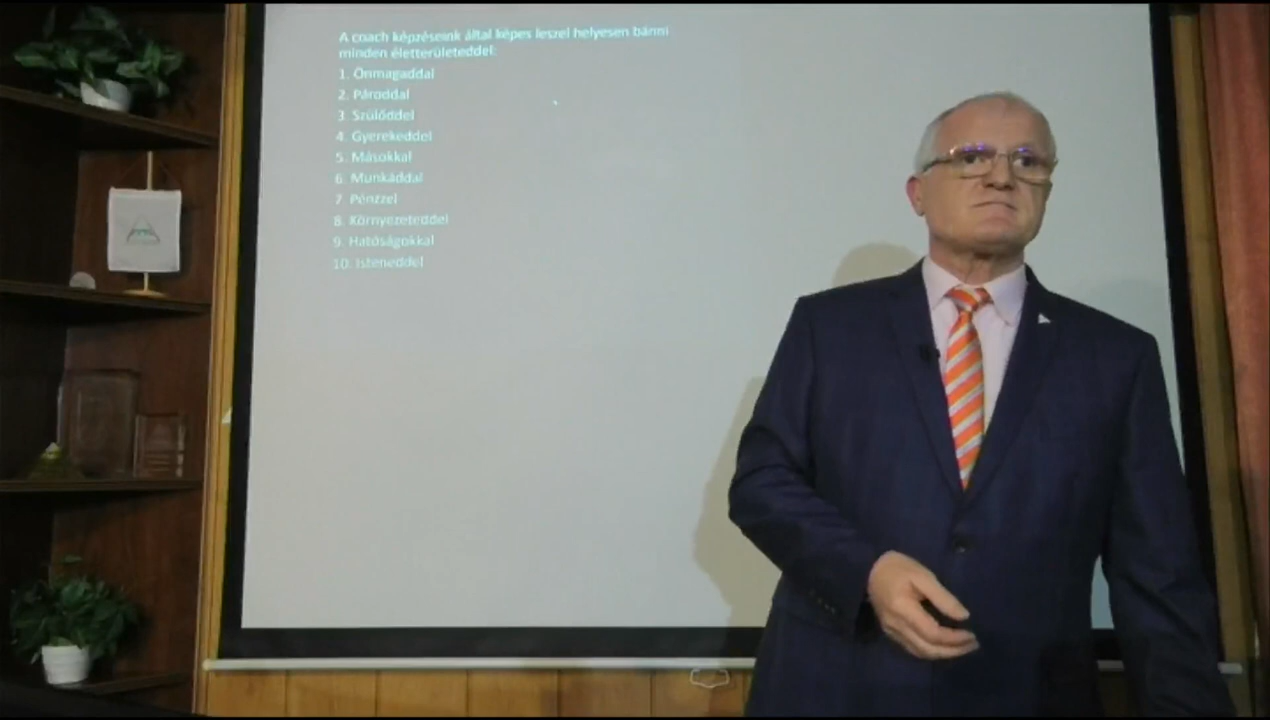 A coach képzéseink által képes leszel helyesen bánni
minden életterületeddel:
1. Önmagaddal
2. Pároddal
3. Szülőddel
4. Gyerekeddel
5. Másokkal
6. Munkáddal
7. Pénzzel
8. Környezeteddel
9. Hatóságokkal
10. Isteneddel